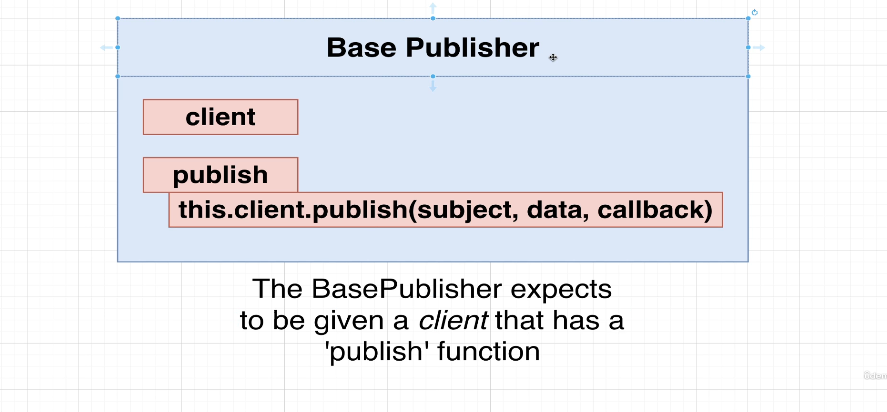 Base Publisher
client
publish
this.client.publish(subject, data, callback)
The BasePublisher expects
to be given a client that has a
'publish' function